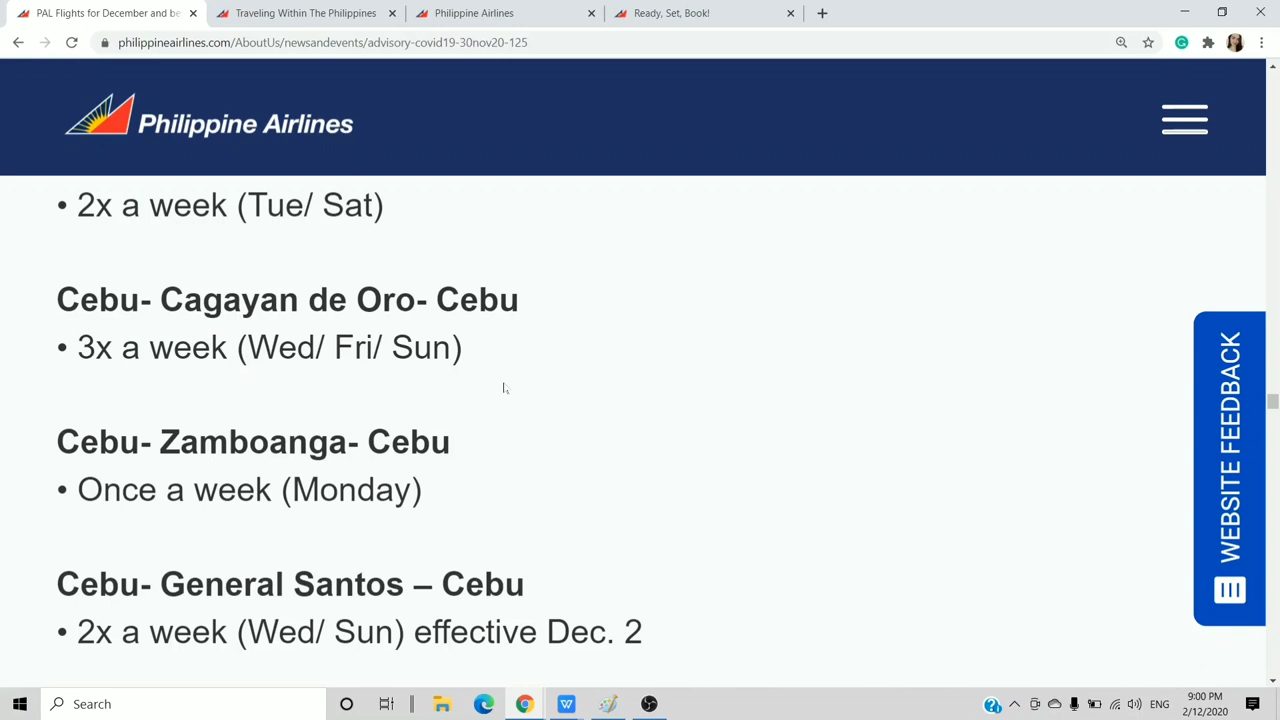 PAL Flights for December and be
Traveling Within The Philippines
Philippine Airlines
Ready, Set, Book!
philippineairlines.com/AboutUs/newsandevents/advisory-covid19-30nov20-125
Philippine Airlines
• 2x a week (Tue/ Sat)
Cebu- Cagayan de Oro- Cebu
• 3x a week (Wed/ Fri/ Sun)
Cebu- Zamboanga- Cebu
• Once a week (Monday)
Cebu- General Santos – Cebu
• 2x a week (Wed/ Sun) effective Dec. 2
WEBSITE FEEDBACK
Search
ENG
9:00 PM
2/12/2020